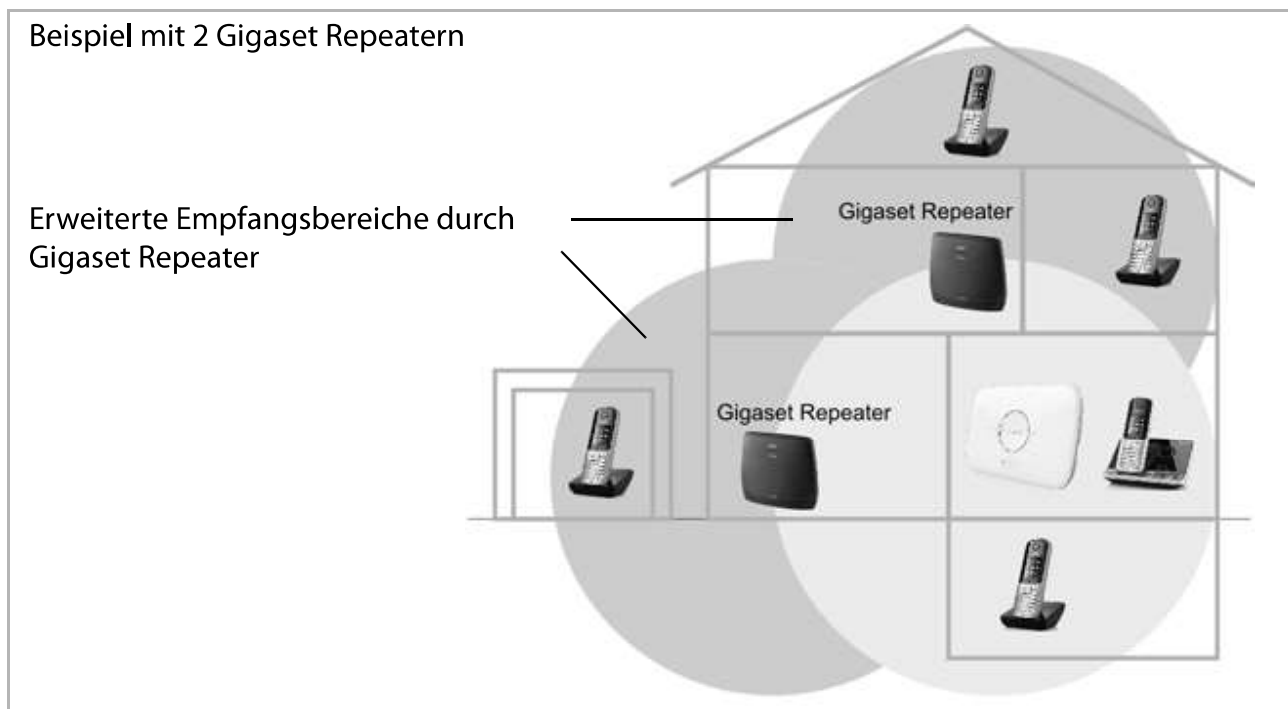 Beispiel mit 2 Gigaset Repeatern
Erweiterte Empfangsbereiche durch
Gigaset Repeater
Gigaset Repeater
Gigaset Repeater